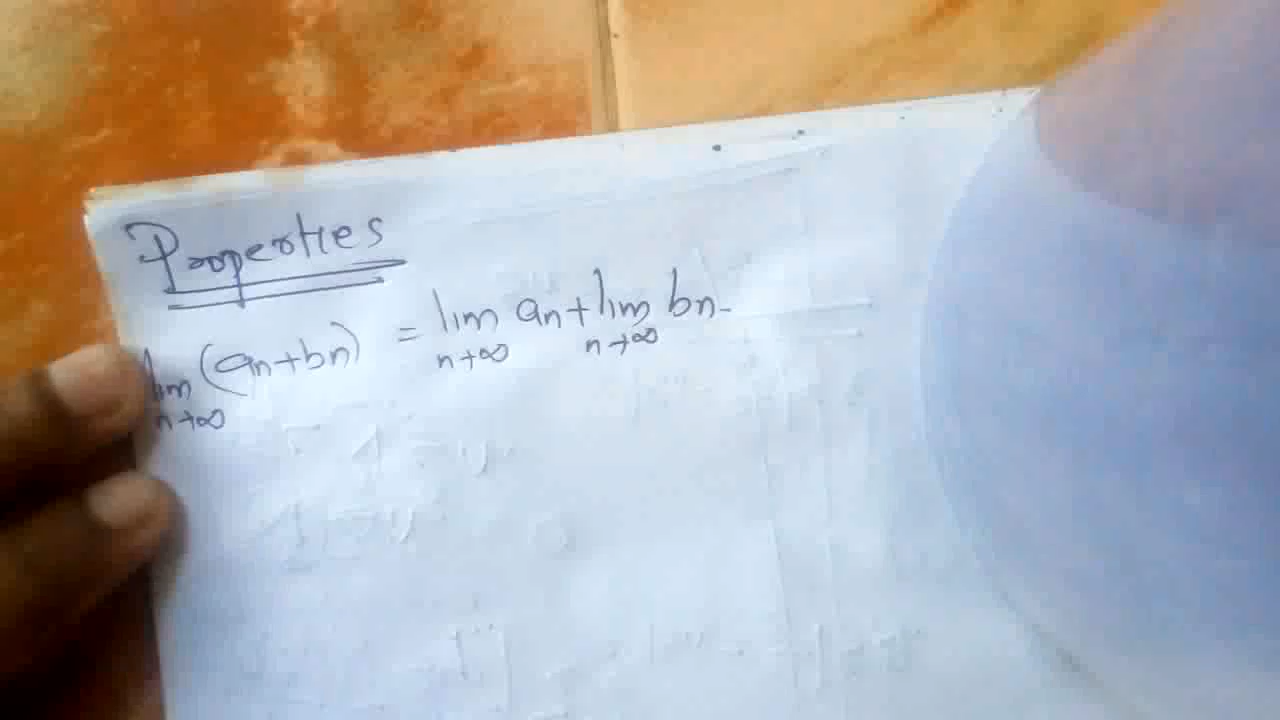 Properties
lim (an+bn) = lim an + lim bn
n→∞ n→∞ n→∞